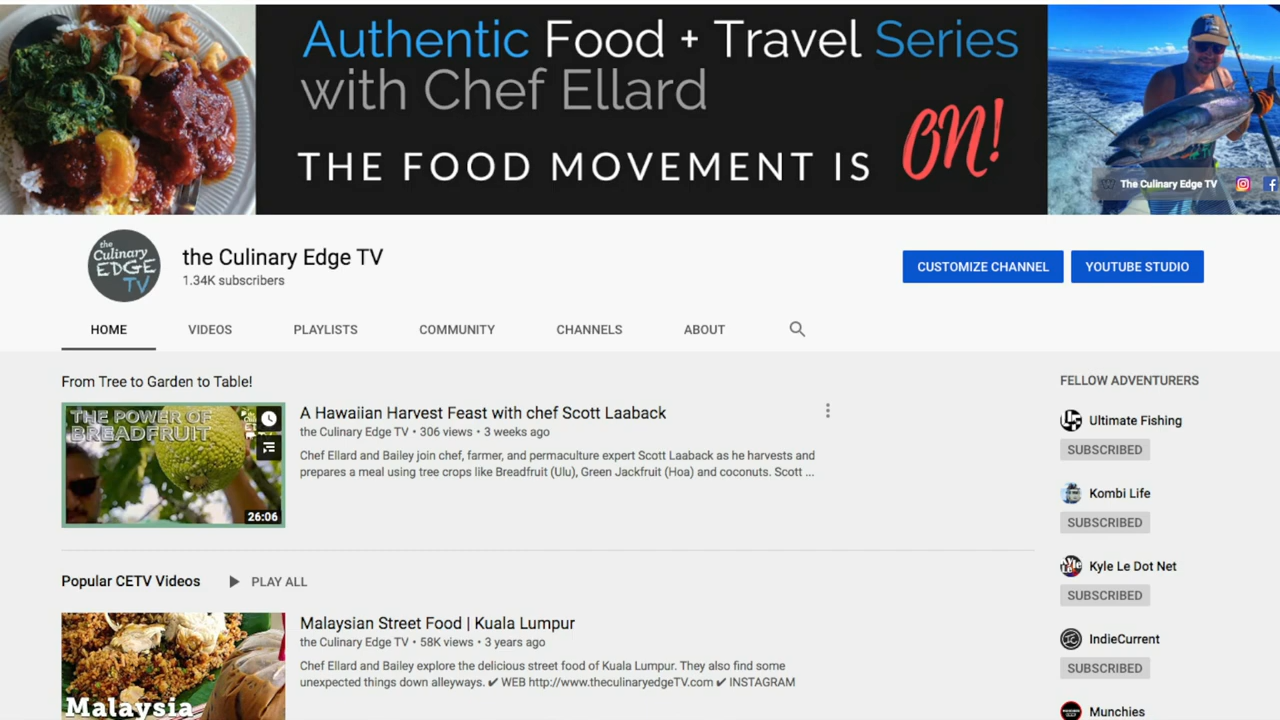 Authentic Food + Travel Series
with Chef Ellard
THE FOOD MOVEMENT IS ON!
The Culinary Edge TV
the
Culinary
EDGE
TV
the Culinary Edge TV
1.34K subscribers
CUSTOMIZE CHANNEL
YOUTUBE STUDIO
HOME VIDEOS PLAYLISTS COMMUNITY CHANNELS ABOUT
From Tree to Garden to Table!
THE POWER OF
BREADFRUIT
26:06
A Hawaiian Harvest Feast with chef Scott Laaback
the Culinary Edge TV • 306 views • 3 weeks ago
Chef Ellard and Bailey join chef, farmer, and permaculture expert Scott Laaback as he harvests and
prepares a meal using tree crops like Breadfruit (Ulu), Green Jackfruit (Hoa) and coconuts. Scott ...
Popular CETV Videos PLAY ALL
Malaysia
Malaysian Street Food | Kuala Lumpur
the Culinary Edge TV • 58K views • 3 years ago
Chef Ellard and Bailey explore the delicious street food of Kuala Lumpur. They also find some
unexpected things down alleyways. ✔ WEB http://www.theculinaryedgeTV.com ✔ INSTAGRAM
FELLOW ADVENTURERS
Ultimate Fishing
SUBSCRIBED
Kombi Life
SUBSCRIBED
Kyle Le Dot Net
SUBSCRIBED
IndieCurrent
SUBSCRIBED
Munchies